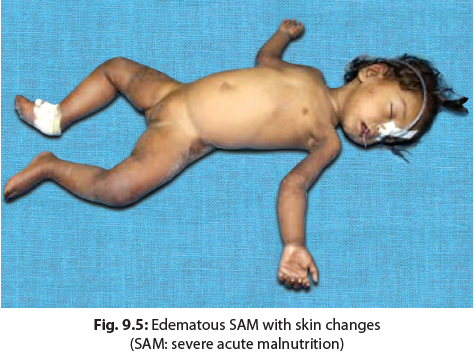 Fig. 9.5: Edematous SAM with skin changes
(SAM: severe acute malnutrition)